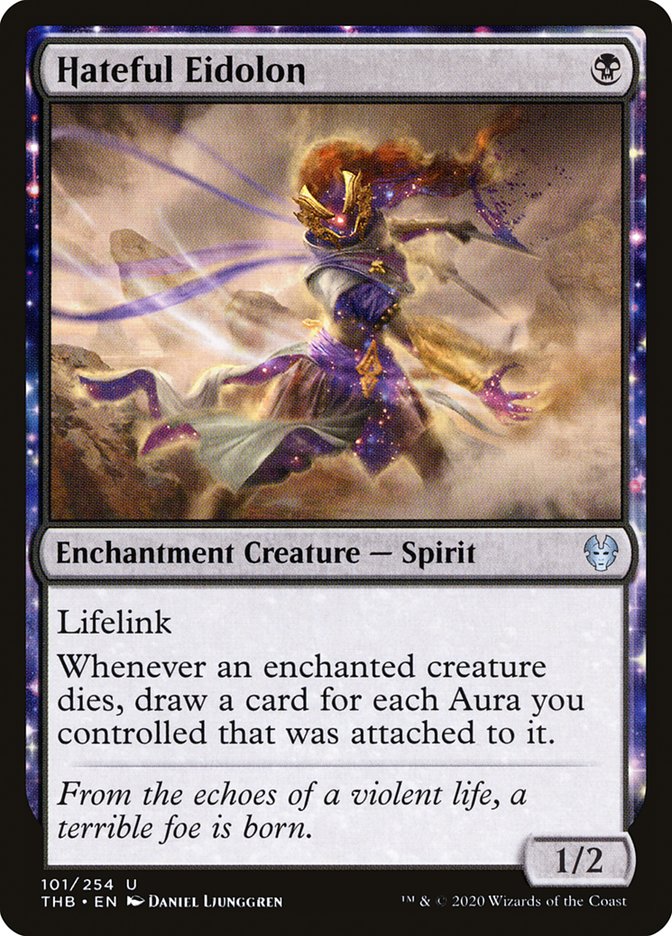 Hateful Eidolon
Enchantment Creature — Spirit
Lifelink
Whenever an enchanted creature
dies, draw a card for each Aura you
controlled that was attached to it.
From the echoes of a violent life, a
terrible foe is born.
1/2
101/254 U
THB • EN Daniel Ljunggren
™ & © 2020 Wizards of the Coast